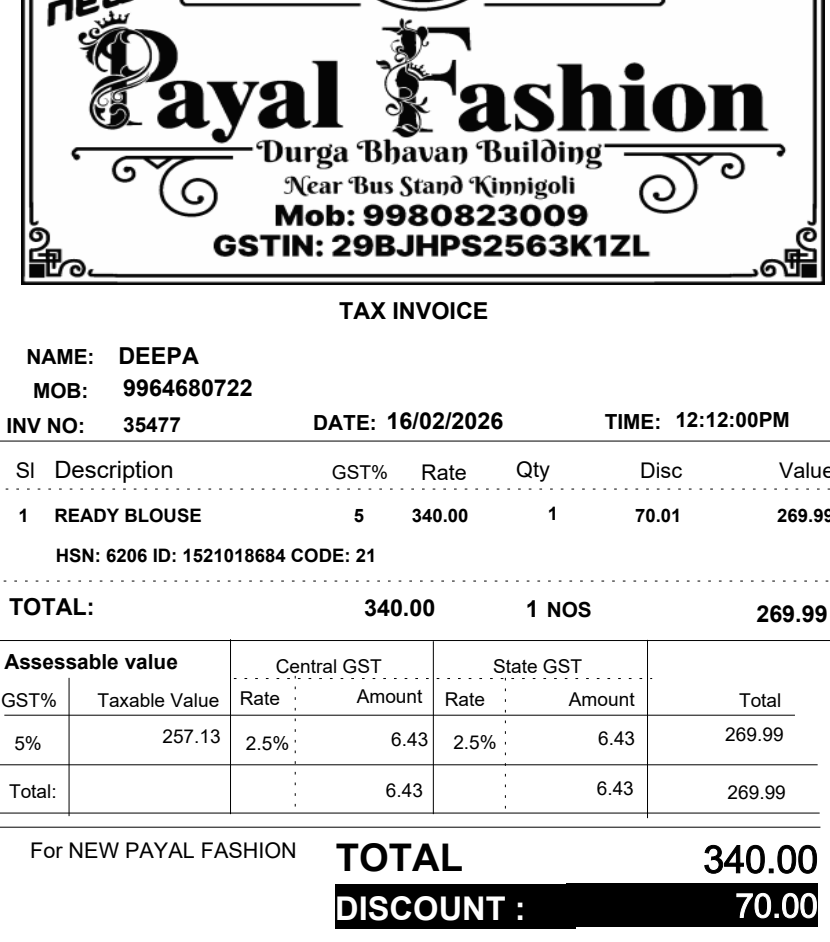 new
Payal Fashion
Durga Bhavan Building
Near Bus Stand Kinnigoli
Mob: 9980823009
GSTIN: 29BJHPS2563K1ZL
TAX INVOICE
NAME: DEEPA
MOB: 9964680722
INV NO: 35477 DATE: 16/02/2026 TIME: 12:12:00PM
Sl Description GST% Rate Qty Disc Value
1 READY BLOUSE 5 340.00 1 70.01 269.99
HSN: 6206 ID: 1521018684 CODE: 21
TOTAL: 340.00 1 NOS 269.99
Assessable value Central GST State GST
GST% Taxable Value Rate Amount Rate Amount Total
5% 257.13 2.5% 6.43 2.5% 6.43 269.99
Total: 6.43 6.43 269.99
For NEW PAYAL FASHION TOTAL 340.00
DISCOUNT : 70.00